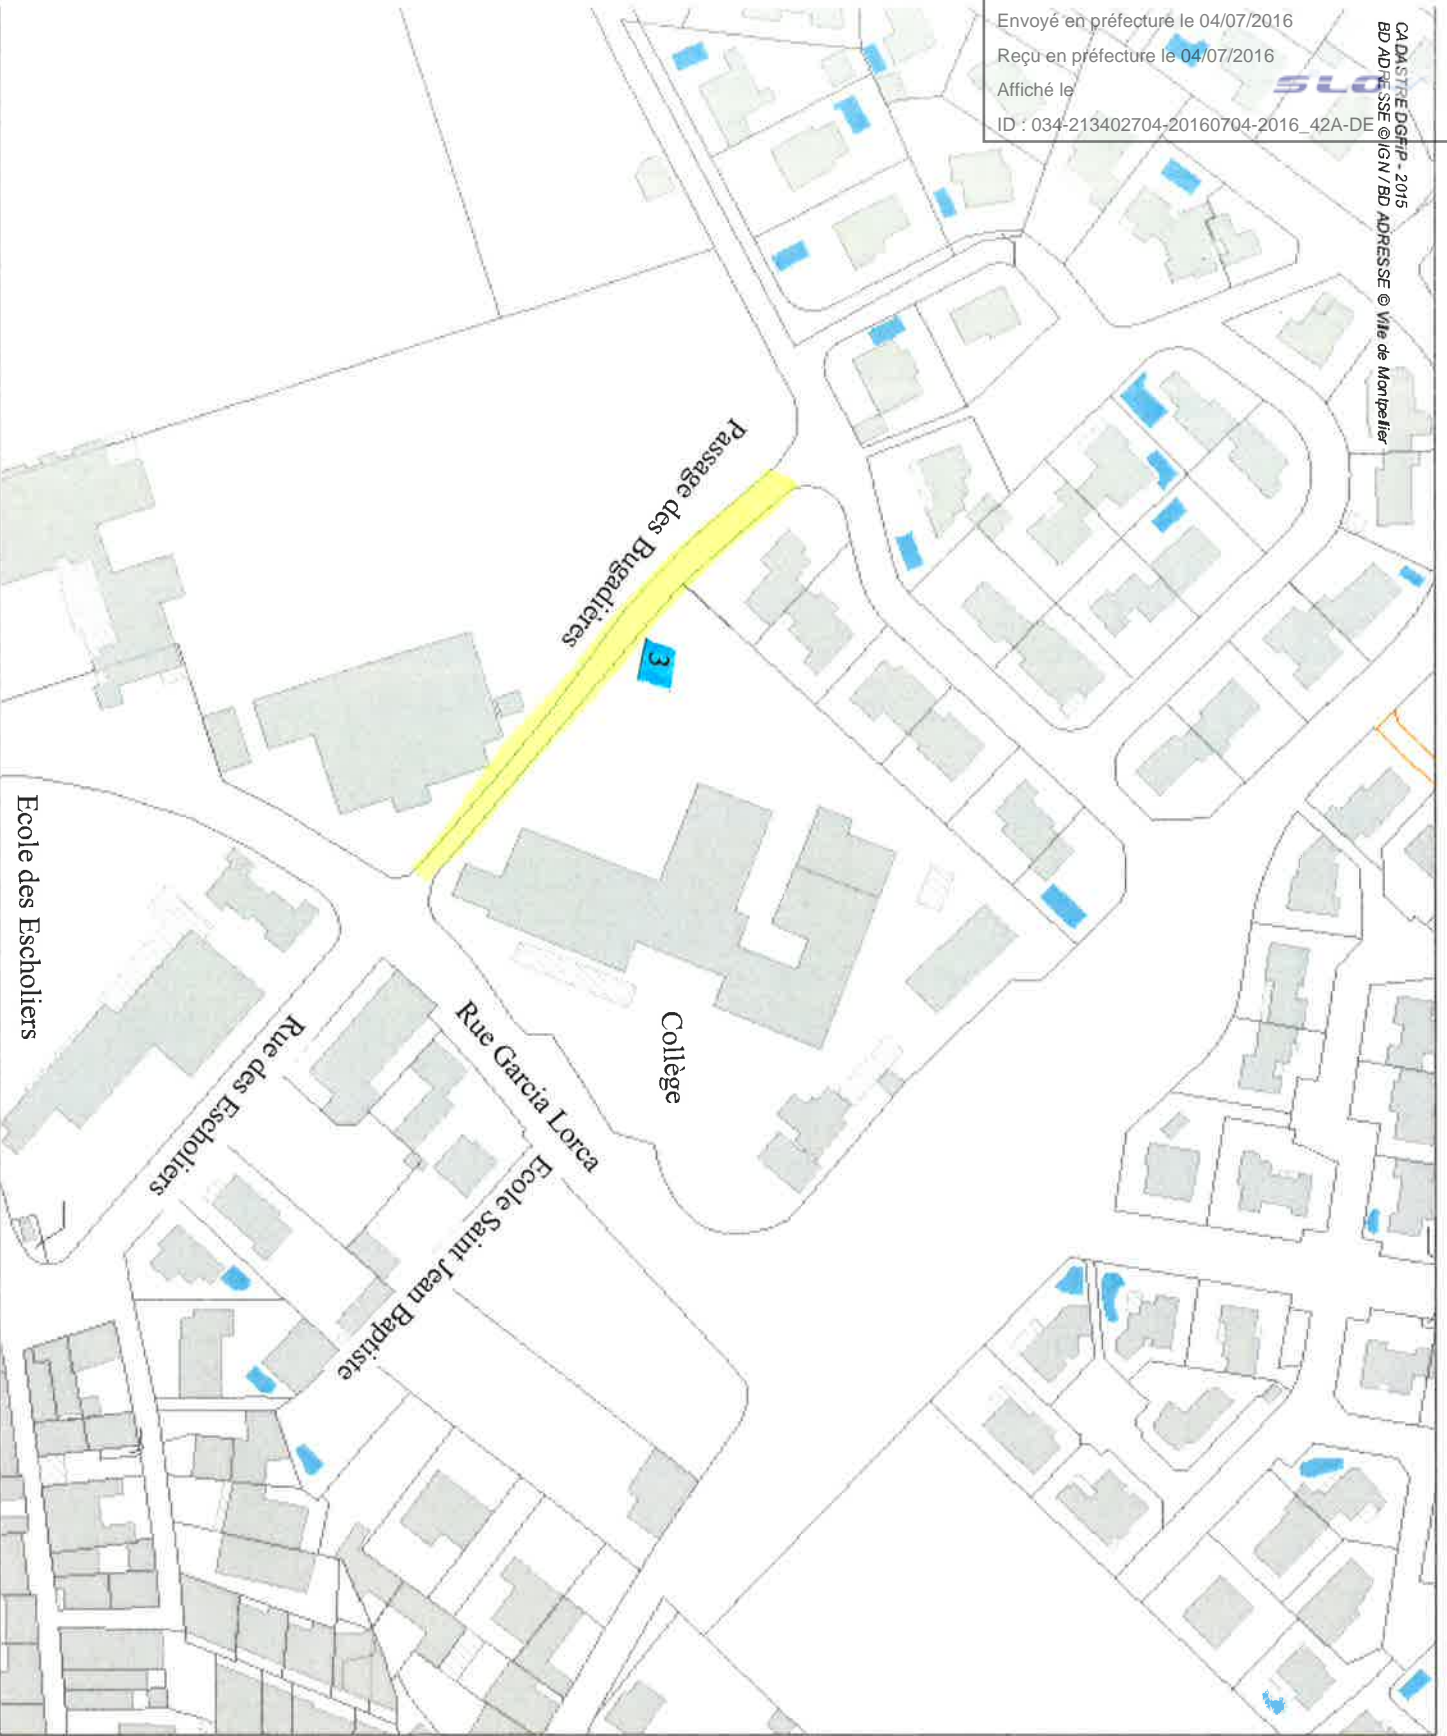 Envoyé en préfecture le 04/07/2016
Reçu en préfecture le 04/07/2016
Affiché le
SLO
ID : 034-213402704-20160704-2016_42A-DE
CADASTRE DGFIP - 2015
BD ADRESSE © IGN / BD ADRESSE © Ville de Montpellier
Passage des Bugadières
3
Collège
Rue Garcia Lorca
Ecole Saint Jean Baptiste
Rue des Escholiers
Ecole des Escholiers